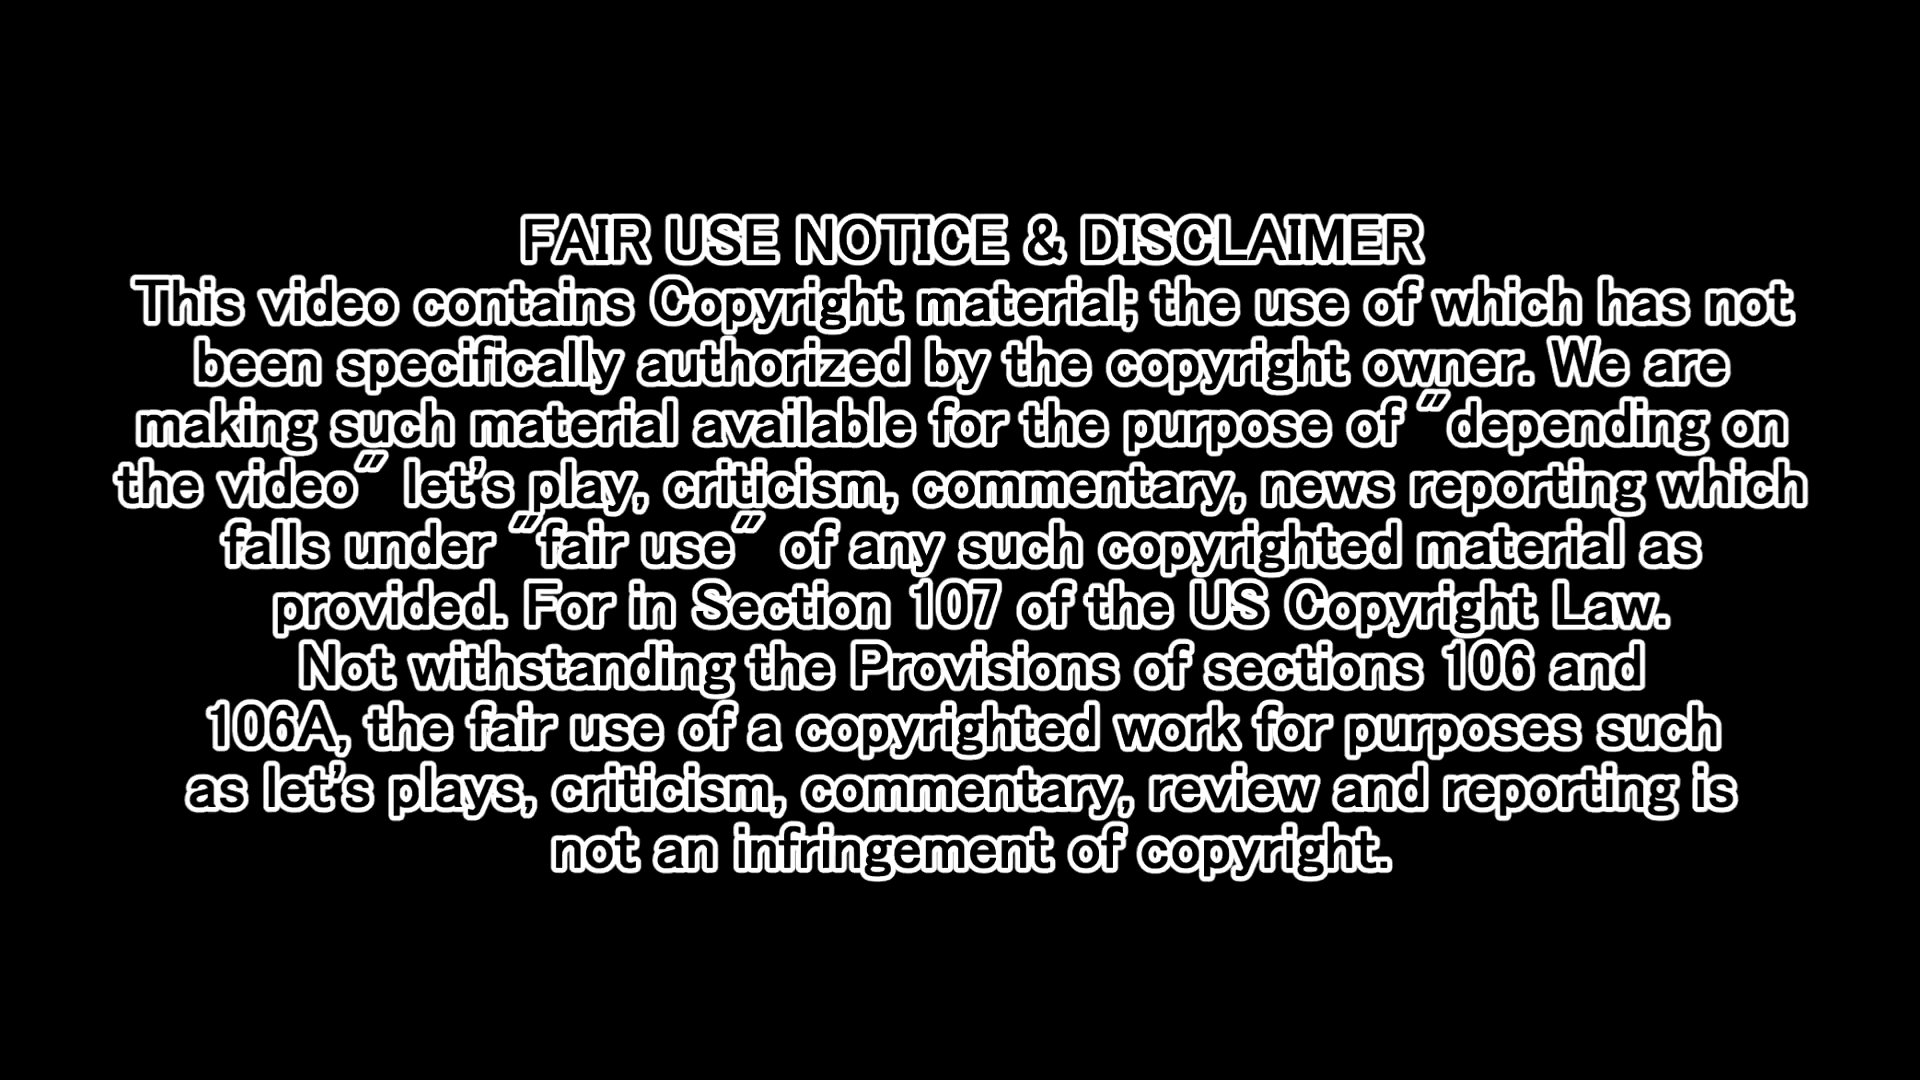 FAIR USE NOTICE & DISCLAIMER
This video contains Copyright material; the use of which has not
been specifically authorized by the copyright owner. We are
making such material available for the purpose of "depending on
the video" let's play, criticism, commentary, news reporting which
falls under "fair use" of any such copyrighted material as
provided. For in Section 107 of the US Copyright Law.
Not withstanding the Provisions of sections 106 and
106A, the fair use of a copyrighted work for purposes such
as let's plays, criticism, commentary, review and reporting is
not an infringement of copyright.